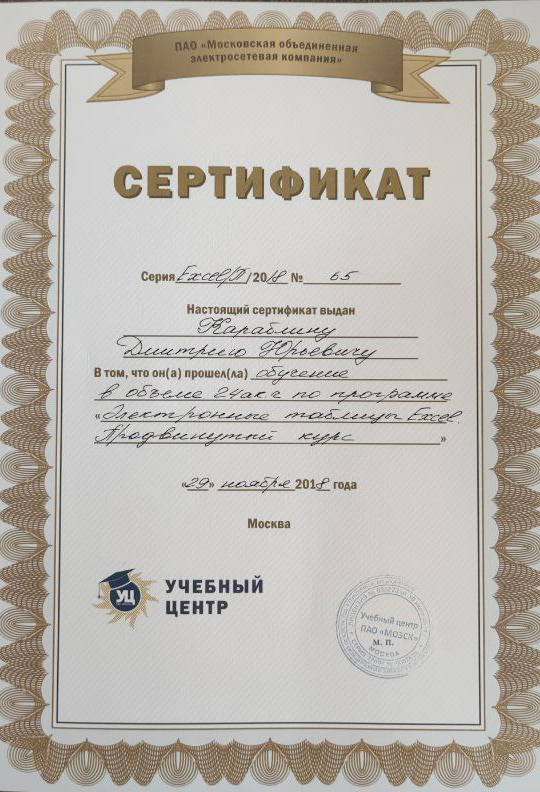 ПАО «Московская объединенная
электросетевая компания»
СЕРТИФИКАТ
Серия Excel/П/2018 № 65
Настоящий сертификат выдан
Караблину
Дмитрию Юрьевичу
В том, что он(а) прошел(ла) обучение
в объеме 24ак.г по программе
«Электронные таблицы Excel.
Продвинутый курс»
«29» ноября 2018 года
Москва
УЦ
УЧЕБНЫЙ
ЦЕНТР
Учебный центр
ПАО «МОЭСК»
М. П.
МОСКВА